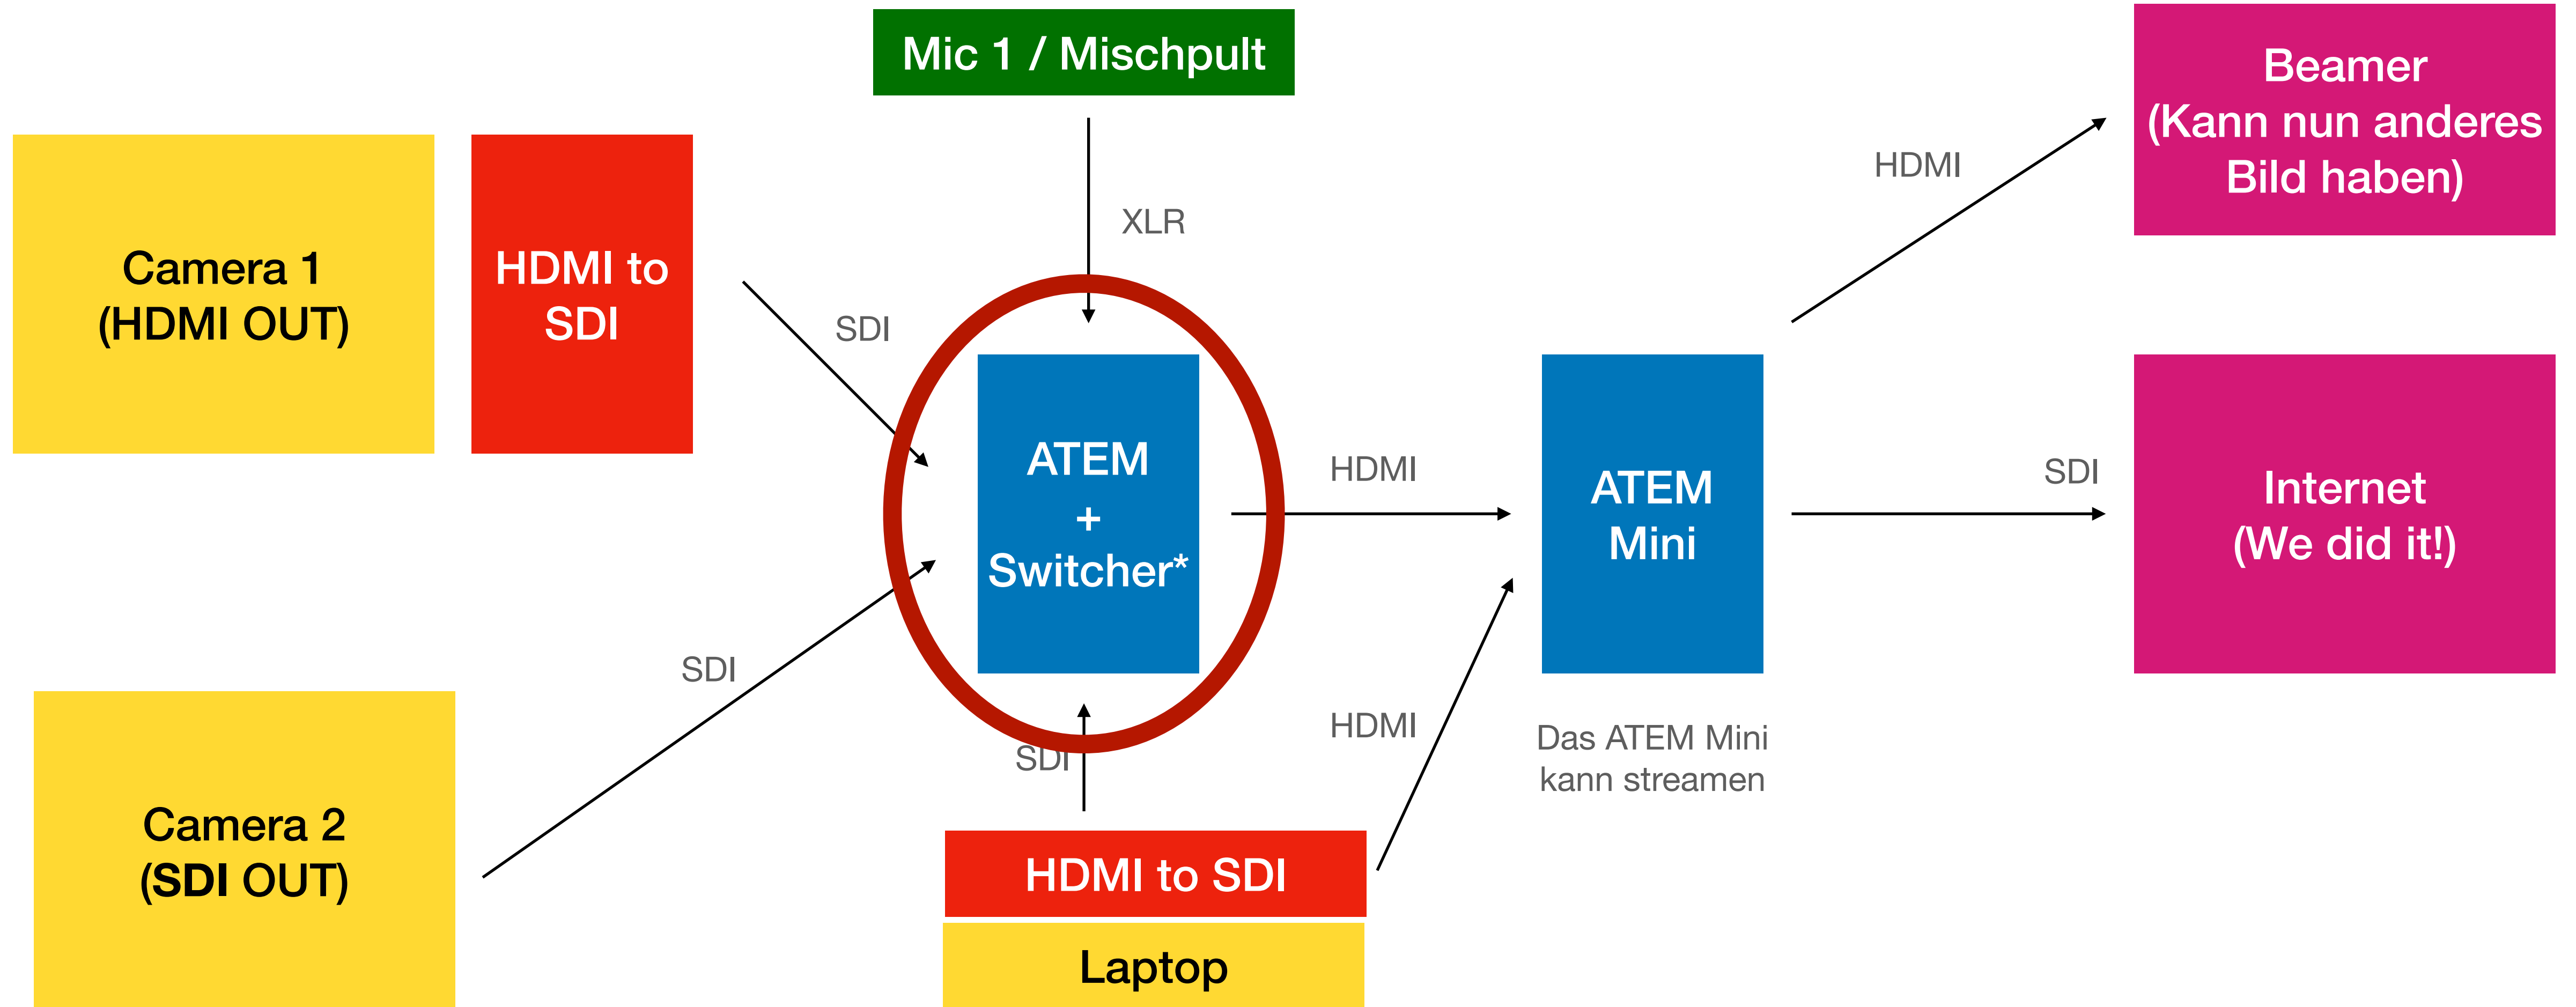 Mic 1 / Mischpult
Beamer
(Kann nun anderes
Bild haben)
HDMI
XLR
Camera 1
(HDMI OUT)
HDMI to
SDI
SDI
ATEM
+
Switcher*
HDMI
ATEM
Mini
SDI
Internet
(We did it!)
SDI
SDI
HDMI
Das ATEM Mini
kann streamen
Camera 2
(SDI OUT)
HDMI to SDI
Laptop